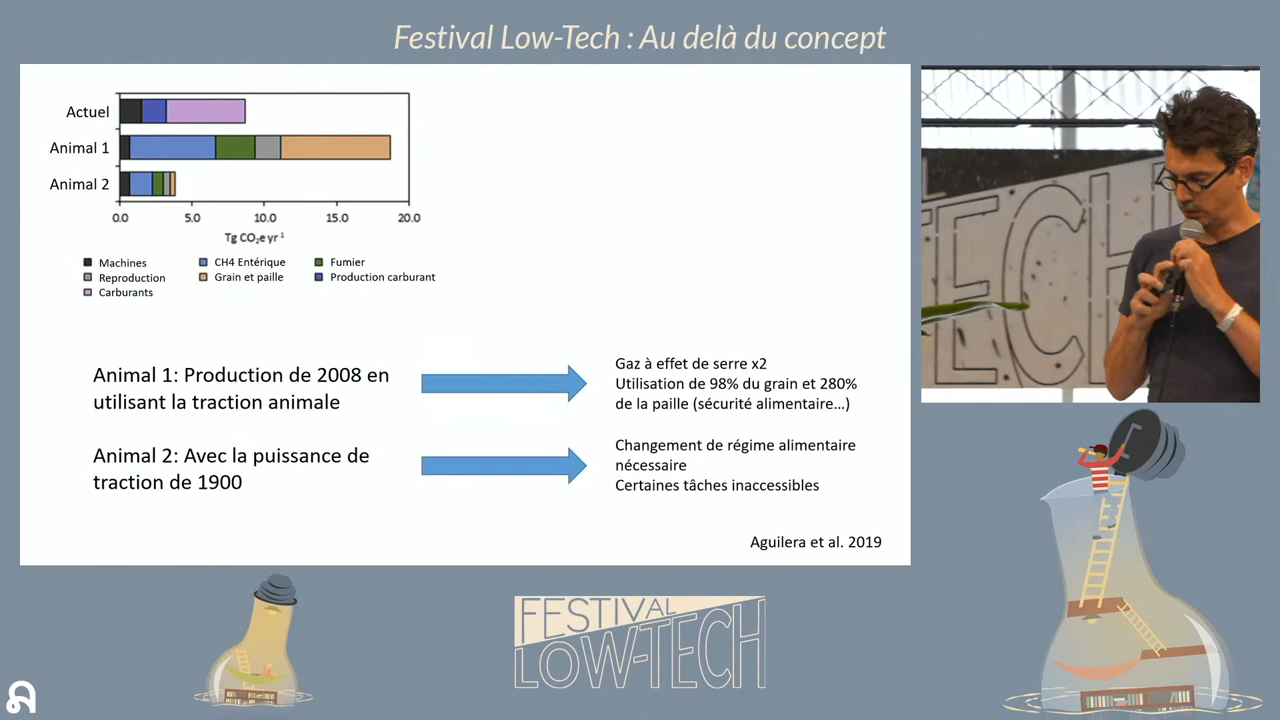 Festival Low-Tech : Au delà du concept
Actuel
Animal 1
Animal 2
0.0 5.0 10.0 15.0 20.0
Tg CO₂e yr⁻¹
Machines
CH4 Entérique
Fumier
Reproduction
Grain et paille
Production carburant
Carburants
Animal 1: Production de 2008 en
utilisant la traction animale
Gaz à effet de serre x2
Utilisation de 98% du grain et 280%
de la paille (sécurité alimentaire...)
Animal 2: Avec la puissance de
traction de 1900
Changement de régime alimentaire
nécessaire
Certaines tâches inaccessibles
Aguilera et al. 2019
TECH
FESTIVAL
LOW-TECH